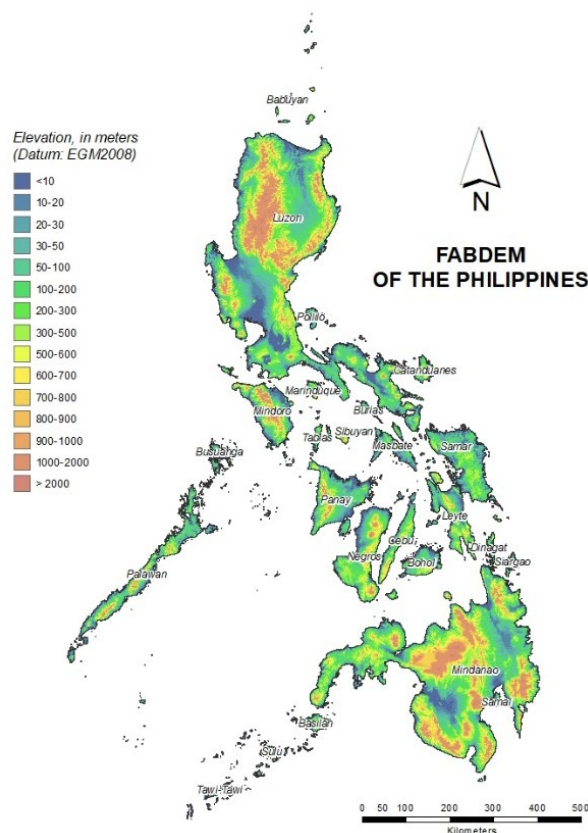 Babuyan
Elevation, in meters
(Datum: EGM2008)
<10
10-20
20-30
30-50
50-100
100-200
200-300
300-500
500-600
600-700
700-800
800-900
900-1000
1000-2000
> 2000
N
FABDEM
OF THE PHILIPPINES
Luzon
Polillo
Catanduanes
Marinduque
Mindoro
Burias
Sibuyan
Tablas
Masbate
Samar
Busuanga
Panay
Leyte
Cebu
Dinagat
Negros
Bohol
Siargao
Palawan
Mindanao
Samal
Basilan
Sulu
Tawi-Tawi
0 50 100 200 300 400 500
Kilometers